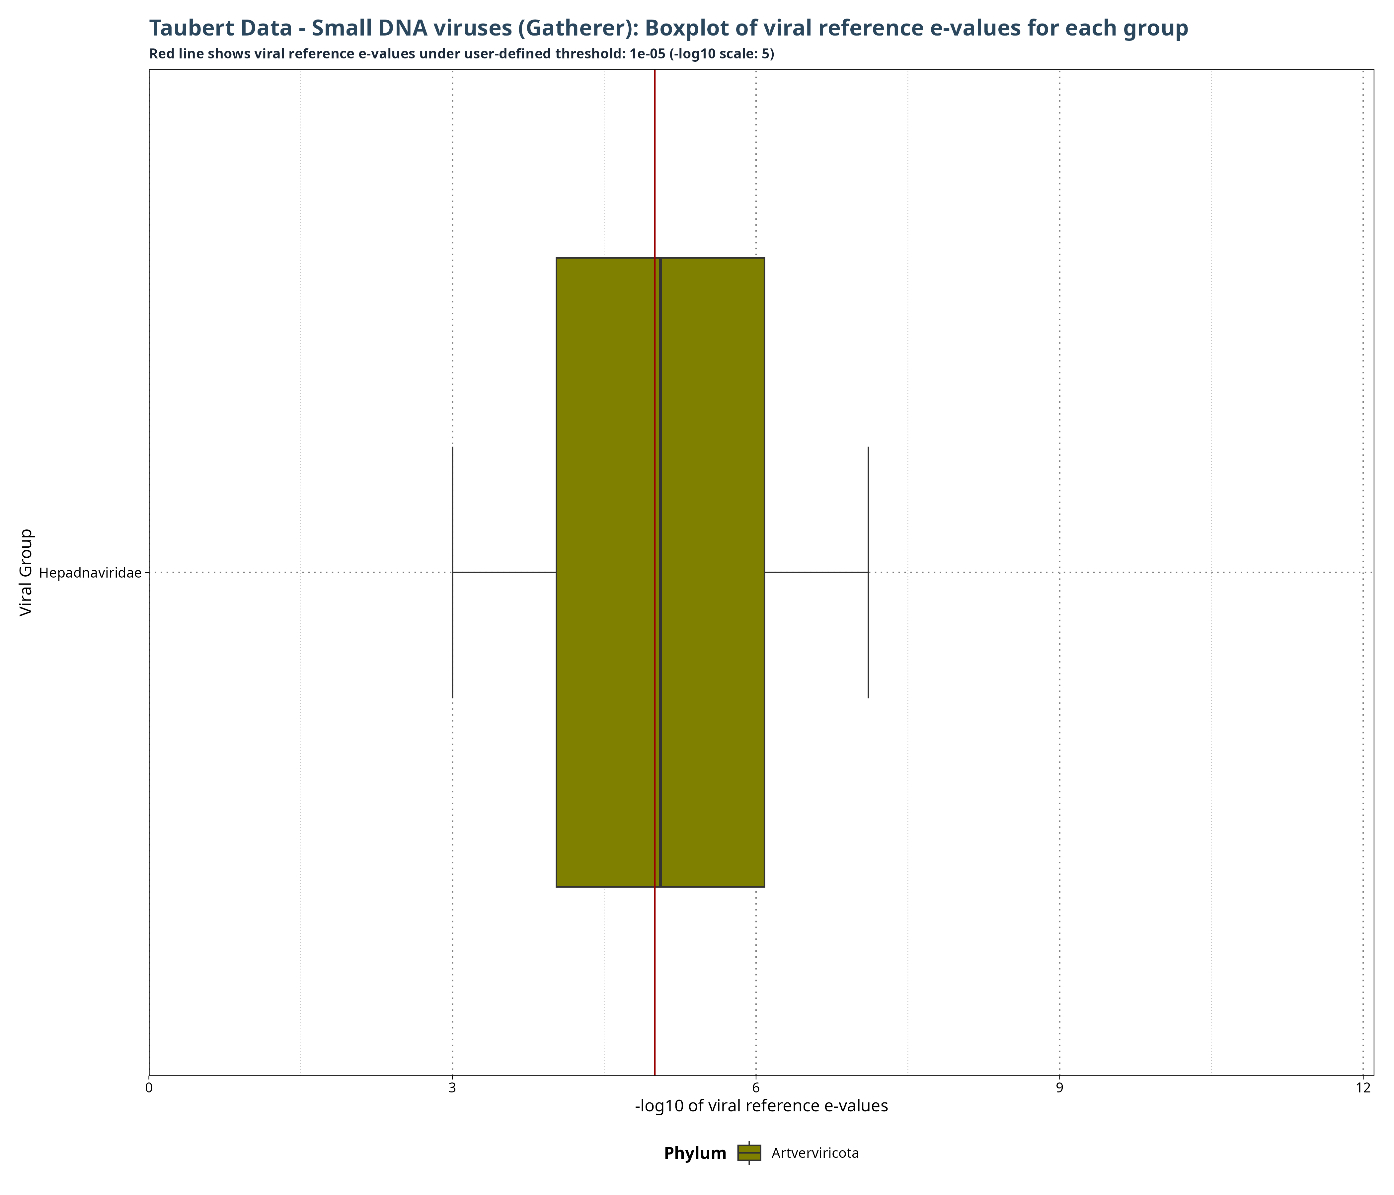 Taubert Data - Small DNA viruses (Gatherer): Boxplot of viral reference e-values for each group
Red line shows viral reference e-values under user-defined threshold: 1e-05 (-log10 scale: 5)
Viral Group
Hepadnaviridae
0 3 6 9 12
-log10 of viral reference e-values
Phylum Artverviricota